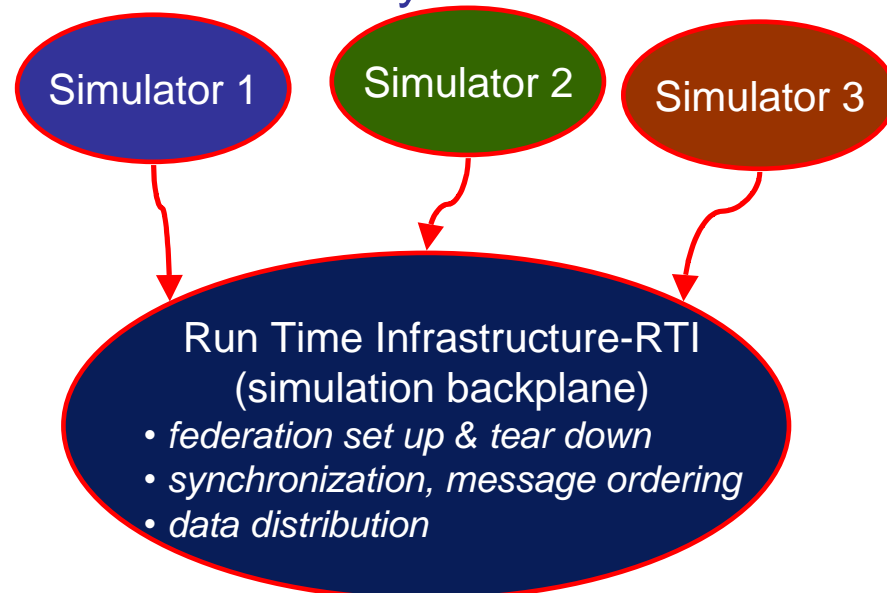 Simulator 1
Simulator 2
Simulator 3
Run Time Infrastructure-RTI
(simulation backplane)
• federation set up & tear down
• synchronization, message ordering
• data distribution